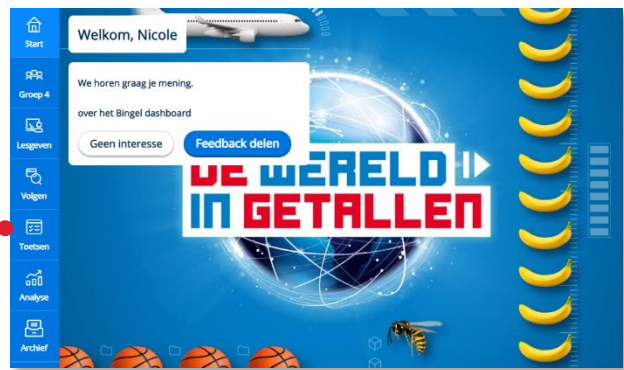 Start
Groep 4
Lesgeven
Volgen
Toetsen
Analyse
Archief
Welkom, Nicole
We horen graag je mening.
over het Bingel dashboard
Geen interesse
Feedback delen
DE WERELD
IN GETALLEN